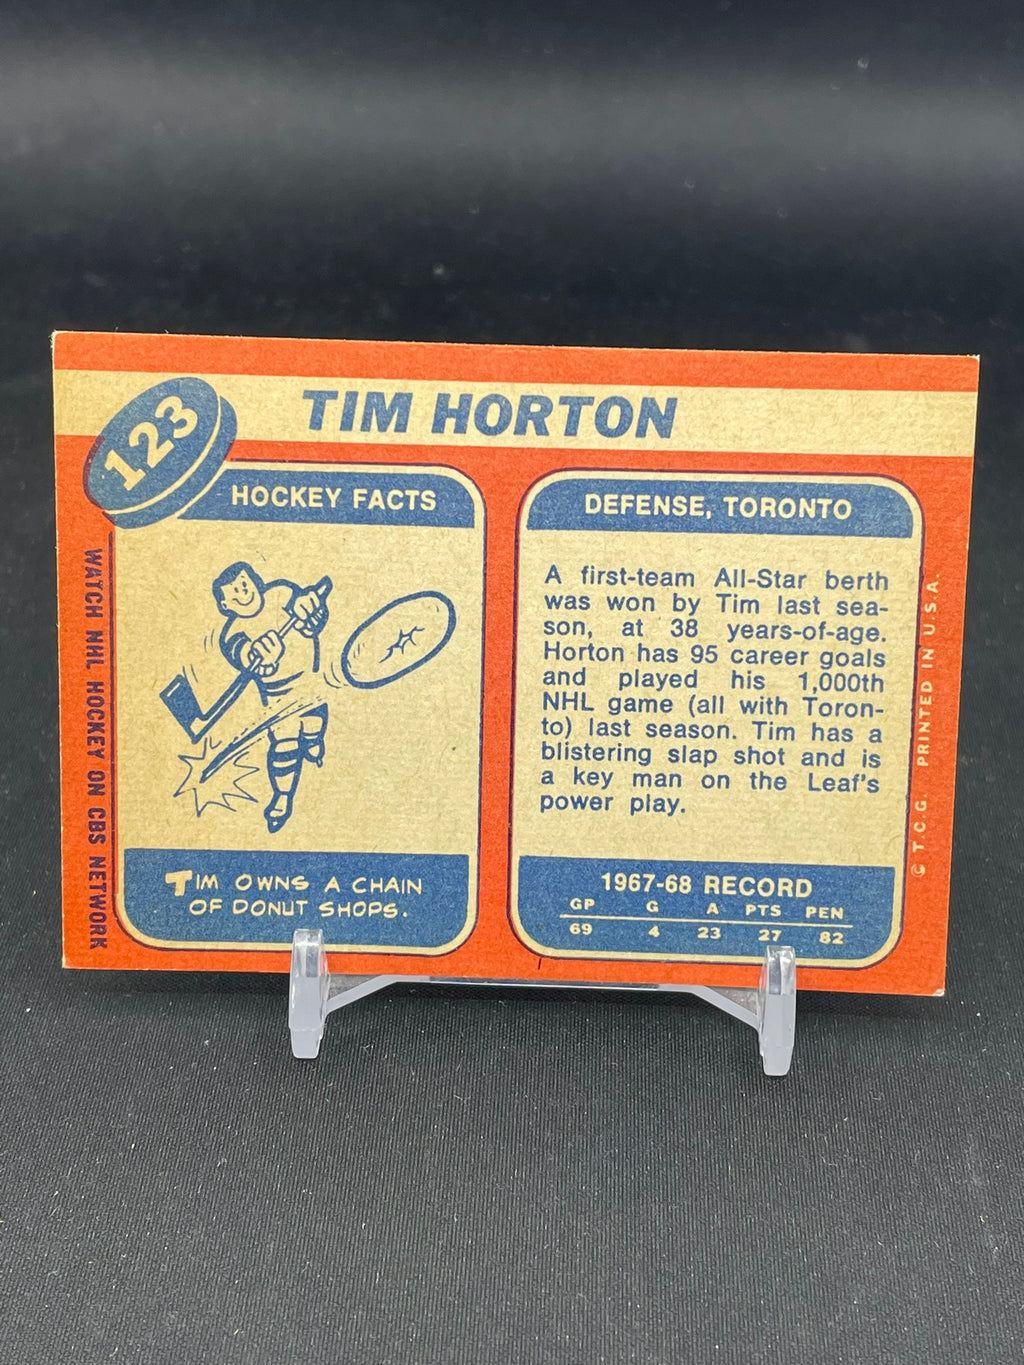 123
TIM HORTON
HOCKEY FACTS
TIM OWNS A CHAIN
OF DONUT SHOPS.
WATCH NHL HOCKEY ON CBS NETWORK
DEFENSE, TORONTO
A first-team All-Star berth
was won by Tim last sea-
son, at 38 years-of-age.
Horton has 95 career goals
and played his 1,000th
NHL game (all with Toron-
to) last season. Tim has a
blistering slap shot and is
a key man on the Leaf's
power play.
1967-68 RECORD
GP G A PTS PEN
69 4 23 27 82
© T.C.G. PRINTED IN U.S.A.